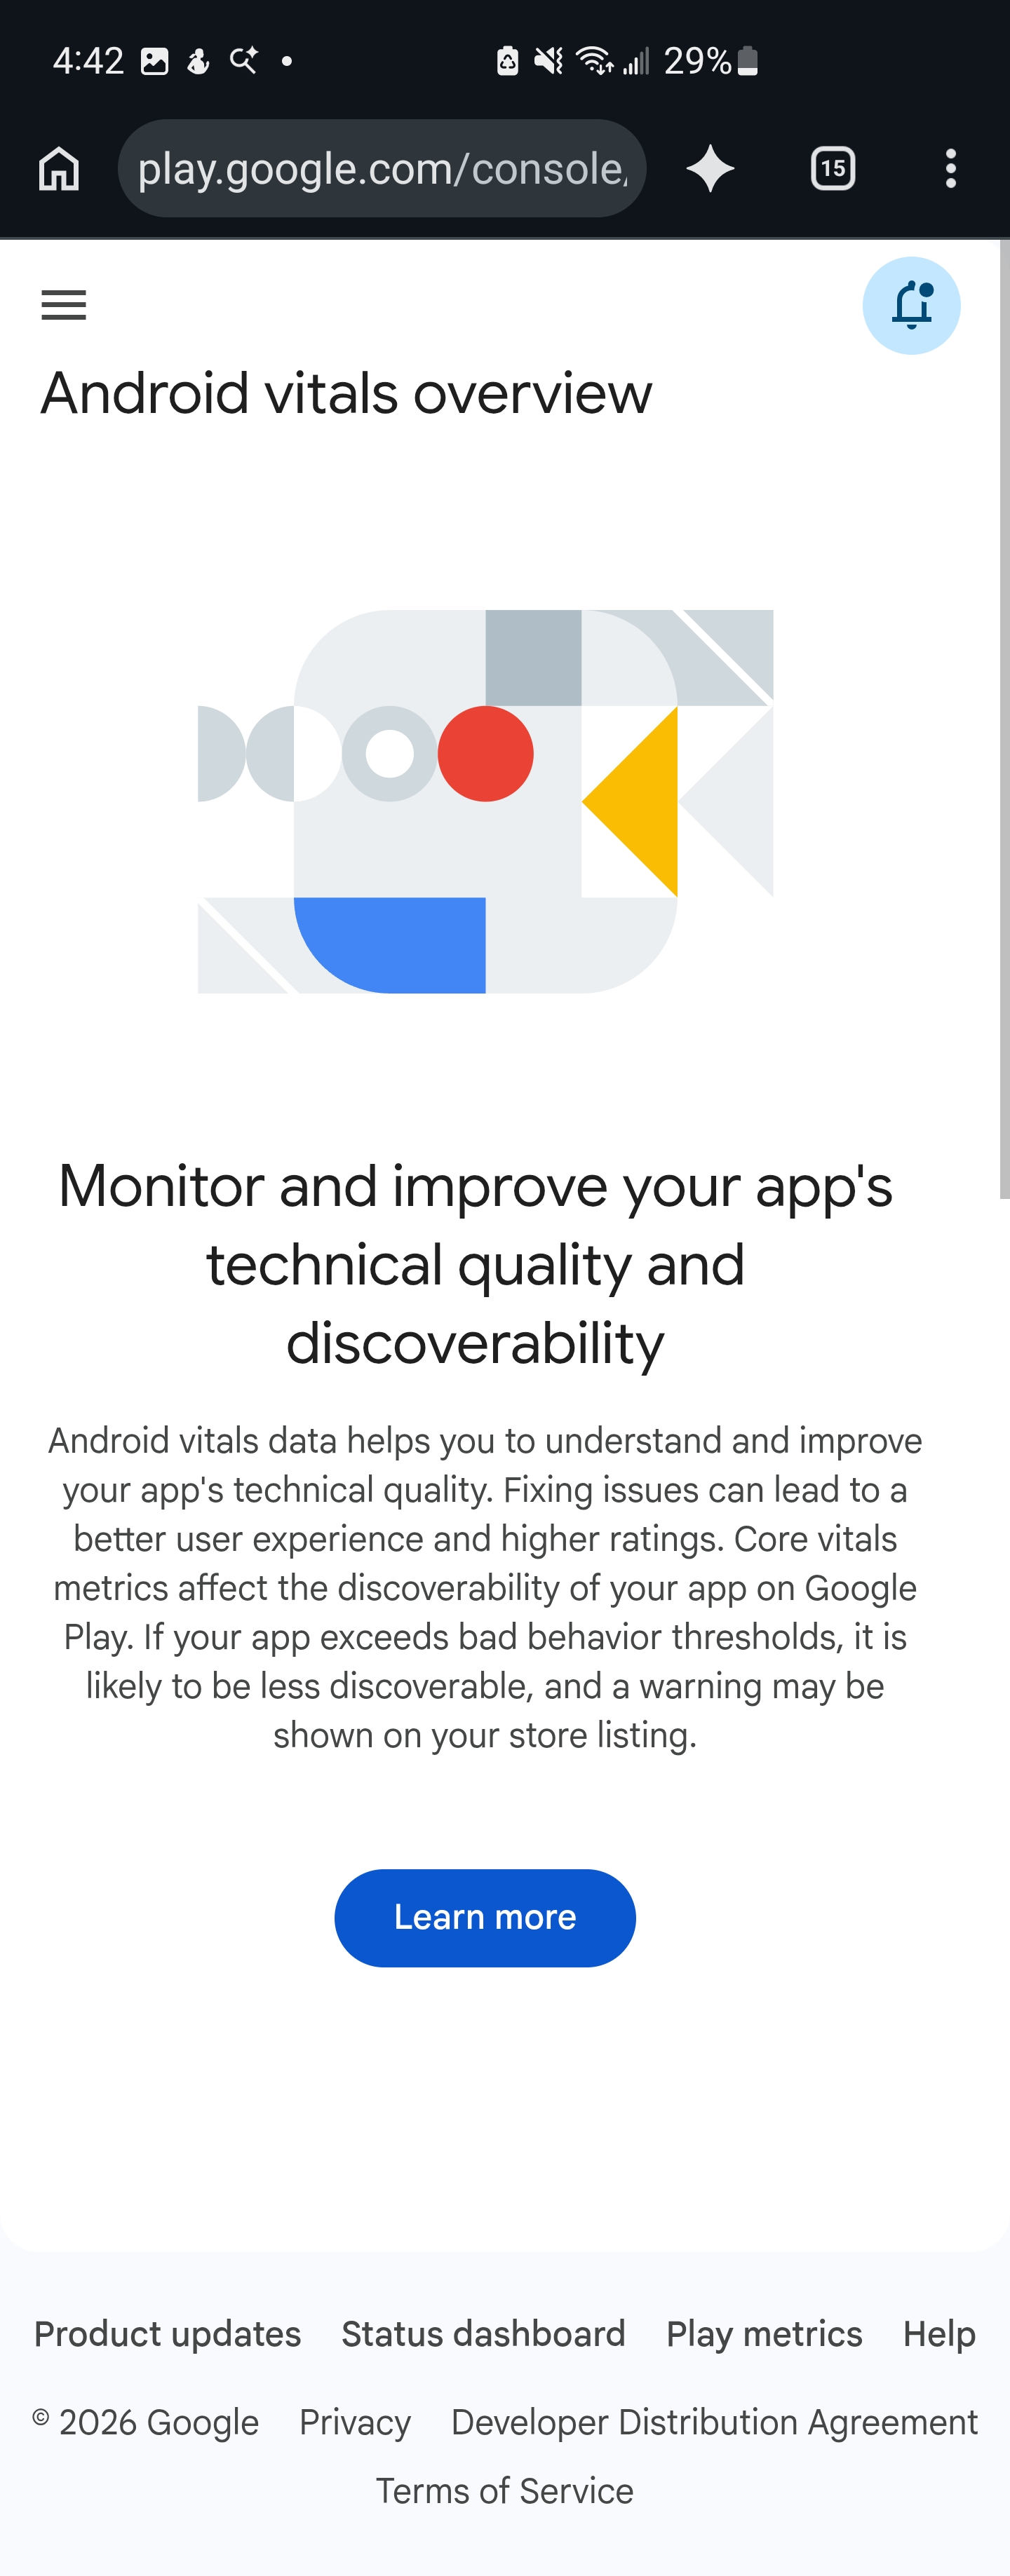 4:42
29%
play.google.com/console
15
Android vitals overview
Monitor and improve your app's
technical quality and
discoverability
Android vitals data helps you to understand and improve
your app's technical quality. Fixing issues can lead to a
better user experience and higher ratings. Core vitals
metrics affect the discoverability of your app on Google
Play. If your app exceeds bad behavior thresholds, it is
likely to be less discoverable, and a warning may be
shown on your store listing.
Learn more
Product updates Status dashboard Play metrics Help
© 2026 Google Privacy Developer Distribution Agreement
Terms of Service